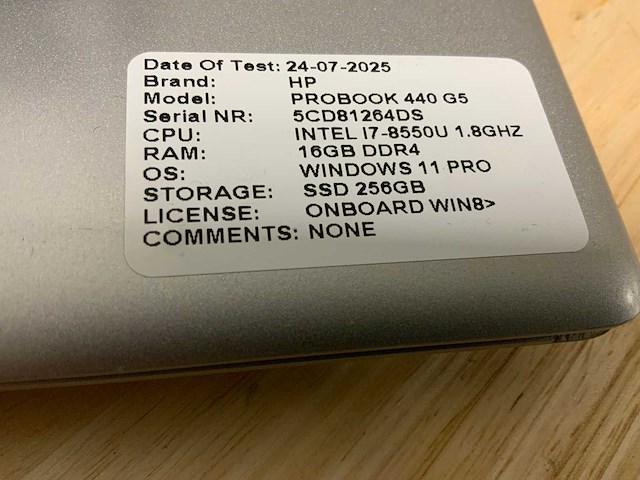 Date Of Test: 24-07-2025
Brand: HP
Model: PROBOOK 440 G5
Serial NR: 5CD81264DS
CPU: INTEL I7-8550U 1.8GHZ
RAM: 16GB DDR4
OS: WINDOWS 11 PRO
STORAGE: SSD 256GB
LICENSE: ONBOARD WIN8>
COMMENTS: NONE